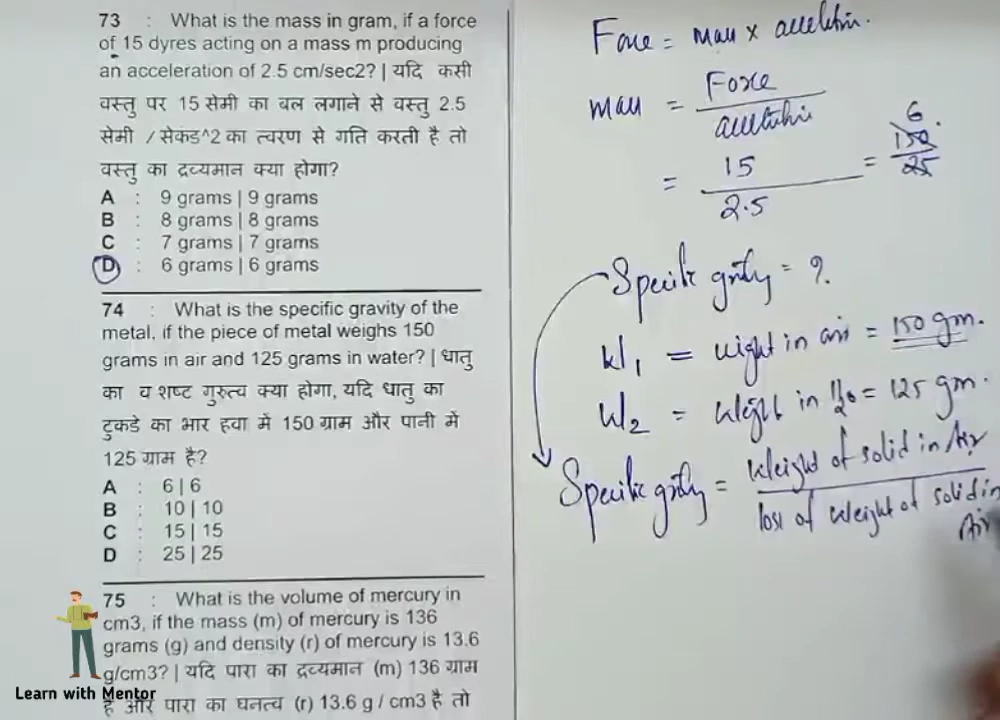 73 : What is the mass in gram, if a force
of 15 dyres acting on a mass m producing
an acceleration of 2.5 cm/sec2? | यदि कसी
वस्तु पर 15 सेमी का बल लगाने से वस्तु 2.5
सेमी / सेकंड^2 का त्वरण से गति करती है तो
वस्तु का द्रव्यमान क्या होगा?
A : 9 grams | 9 grams
B : 8 grams | 8 grams
C : 7 grams | 7 grams
D : 6 grams | 6 grams
74 : What is the specific gravity of the
metal, if the piece of metal weighs 150
grams in air and 125 grams in water? | धातु
का व शष्ट गुरुत्व क्या होगा, यदि धातु का
टुकडे का भार हवा में 150 ग्राम और पानी में
125 ग्राम है?
A : 6 | 6
B : 10 | 10
C : 15 | 15
D : 25 | 25
75 : What is the volume of mercury in
cm3, if the mass (m) of mercury is 136
grams (g) and density (r) of mercury is 13.6
g/cm3? | यदि पारा का द्रव्यमान (m) 136 ग्राम
है और पारा का घनत्व (r) 13.6 g / cm3 है तो
Learn with Mentor
Force = mass x
mass = Force
= 15 / 2.5 = 150 / 25
6
Specific = ?
W1 = weight in air = 150 gm.
W2 = weight in H2O = 125 gm.
Specific = Weight of solid in Air
loss of weight of solid in
Air